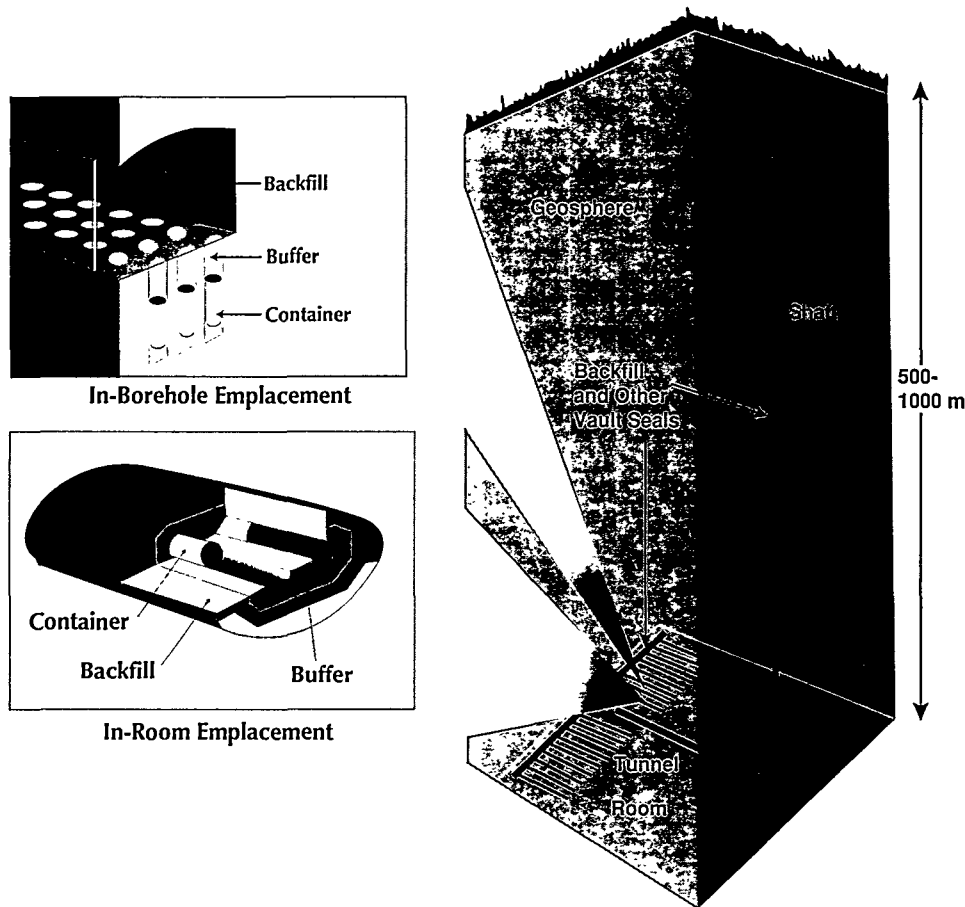 Backfill
Buffer
Container
In-Borehole Emplacement
Container
Backfill
Buffer
In-Room Emplacement
Geosphere
Shaft
Backfill
and Other
Vault Seals
500-
1000 m
Tunnel
Room